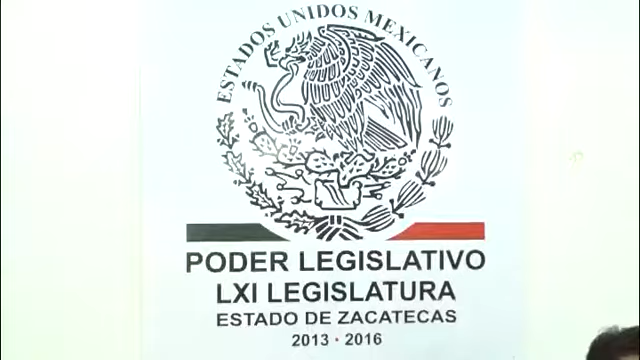 ESTADOS UNIDOS MEXICANOS
PODER LEGISLATIVO
LXI LEGISLATURA
ESTADO DE ZACATECAS
2013 · 2016